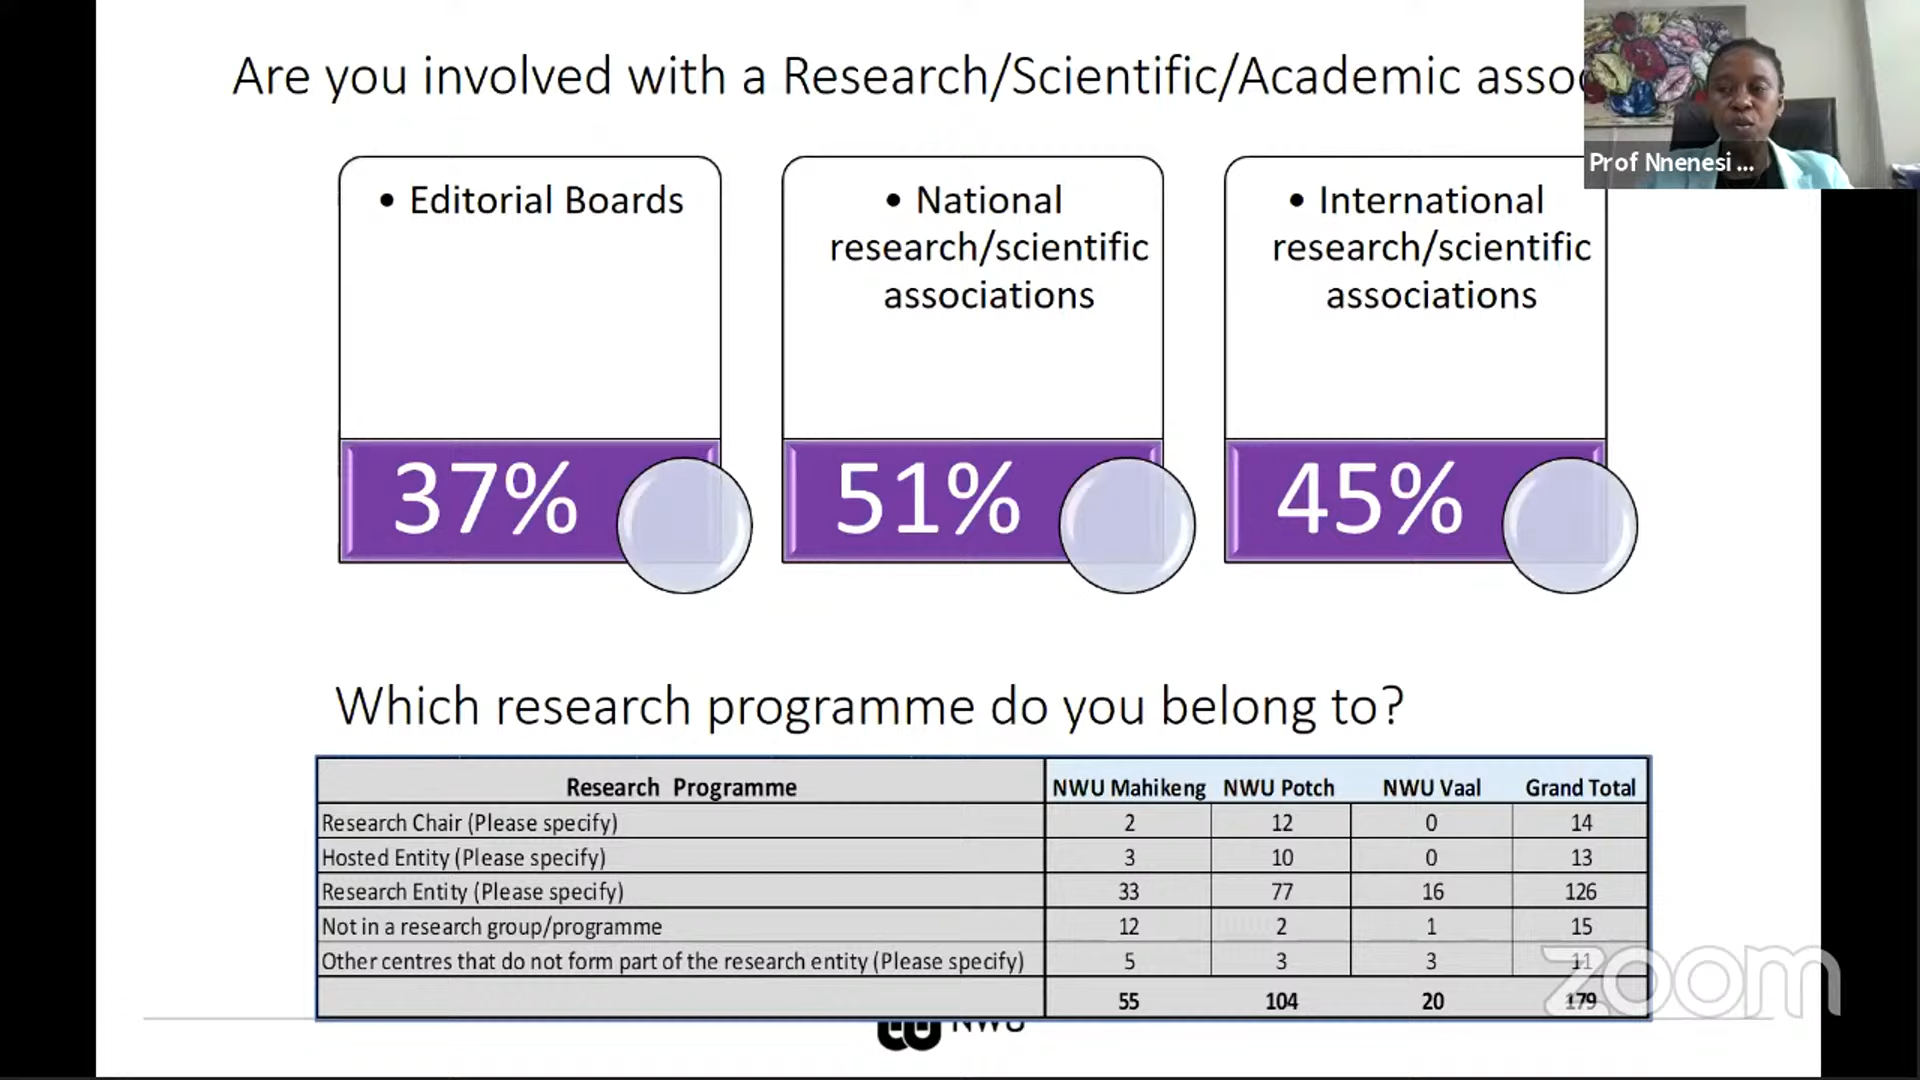 Are you involved with a Research/Scientific/Academic asso
Prof Nnenesi ...
• Editorial Boards
• National
research/scientific
associations
• International
research/scientific
associations
37%
51%
45%
Which research programme do you belong to?
Research Programme NWU Mahikeng NWU Potch NWU Vaal Grand Total
Research Chair (Please specify) 2 12 0 14
Hosted Entity (Please specify) 3 10 0 13
Research Entity (Please specify) 33 77 16 126
Not in a research group/programme 12 2 1 15
Other centres that do not form part of the research entity (Please specify) 5 3 3 11
55 104 20 179
zoom
NWU